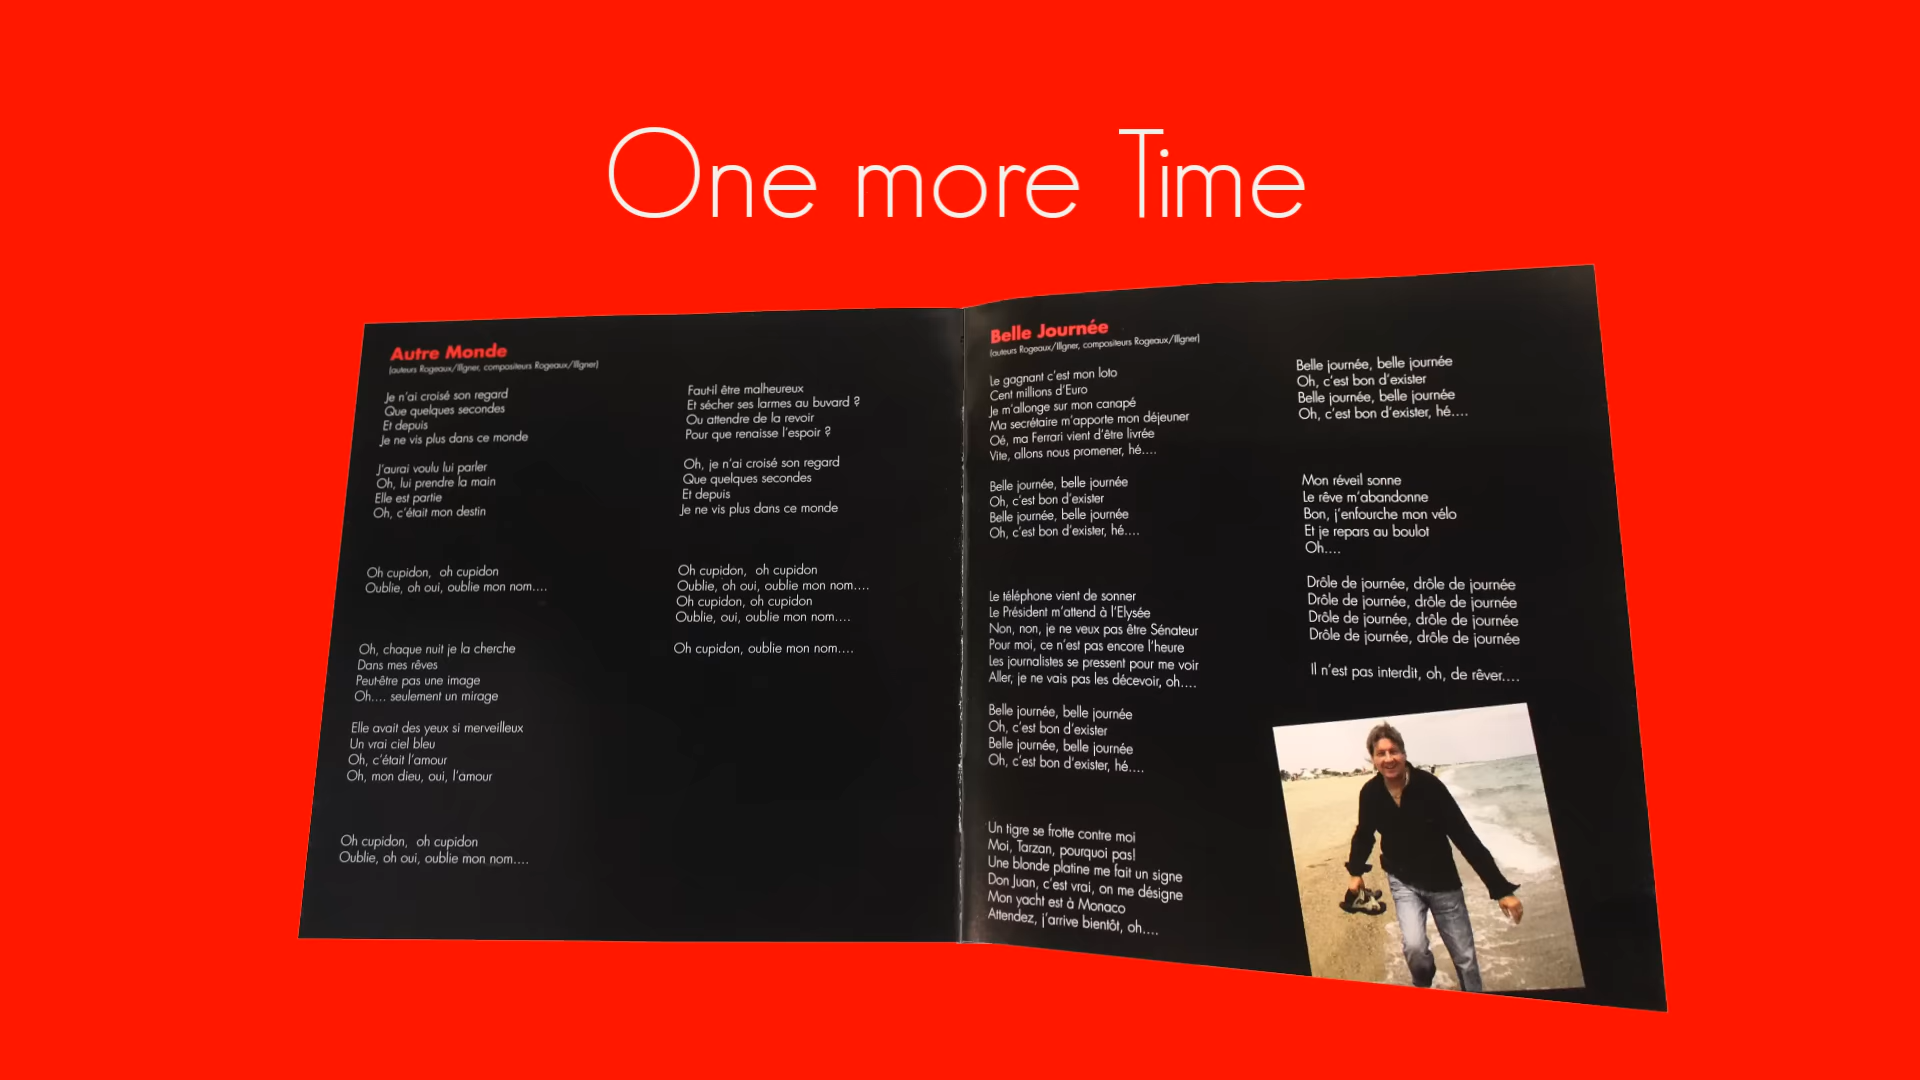 One more Time
Autre Monde
(auteurs Rogeaux/Illgner, compositeurs Rogeaux/Illgner)
Je n'ai croisé son regard
Que quelques secondes
Et depuis
Je ne vis plus dans ce monde
J'aurai voulu lui parler
Oh, lui prendre la main
Elle est partie
Oh, c'était mon destin
Oh cupidon, oh cupidon
Oublie, oh oui, oublie mon nom....
Oh, chaque nuit je la cherche
Dans mes rêves
Peut-être pas une image
Oh.... seulement un mirage
Elle avait des yeux si merveilleux
Un vrai ciel bleu
Oh, c'était l'amour
Oh, mon dieu, oui, l'amour
Oh cupidon, oh cupidon
Oublie, oh oui, oublie mon nom....
Faut-il être malheureux
Et sécher ses larmes au buvard ?
Ou attendre de la revoir
Pour que renaisse l'espoir ?
Oh, je n'ai croisé son regard
Que quelques secondes
Et depuis
Je ne vis plus dans ce monde
Oh cupidon, oh cupidon
Oublie, oh oui, oublie mon nom....
Oh cupidon, oh cupidon
Oublie, oui, oublie mon nom....
Oh cupidon, oublie mon nom....
Belle Journée
(auteurs Rogeaux/Illgner, compositeurs Rogeaux/Illgner)
Le gagnant c'est mon loto
Cent millions d'Euro
Je m'allonge sur mon canapé
Ma secrétaire m'apporte mon déjeuner
Oé, ma Ferrari vient d'être livrée
Vite, allons nous promener, hé....
Belle journée, belle journée
Oh, c'est bon d'exister
Belle journée, belle journée
Oh, c'est bon d'exister, hé....
Le téléphone vient de sonner
Le Président m'attend à l'Elysée
Non, non, je ne veux pas être Sénateur
Pour moi, ce n'est pas encore l'heure
Les journalistes se pressent pour me voir
Aller, je ne vais pas les décevoir, oh....
Belle journée, belle journée
Oh, c'est bon d'exister
Belle journée, belle journée
Oh, c'est bon d'exister, hé....
Un tigre se frotte contre moi
Moi, Tarzan, pourquoi pas!
Une blonde platine me fait un signe
Don Juan, c'est vrai, on me désigne
Mon yacht est à Monaco
Attendez, j'arrive bientôt, oh....
Belle journée, belle journée
Oh, c'est bon d'exister
Belle journée, belle journée
Oh, c'est bon d'exister, hé....
Mon réveil sonne
Le rêve m'abandonne
Bon, j'enfourche mon vélo
Et je repars au boulot
Oh....
Drôle de journée, drôle de journée
Drôle de journée, drôle de journée
Drôle de journée, drôle de journée
Drôle de journée, drôle de journée
Il n'est pas interdit, oh, de rêver....